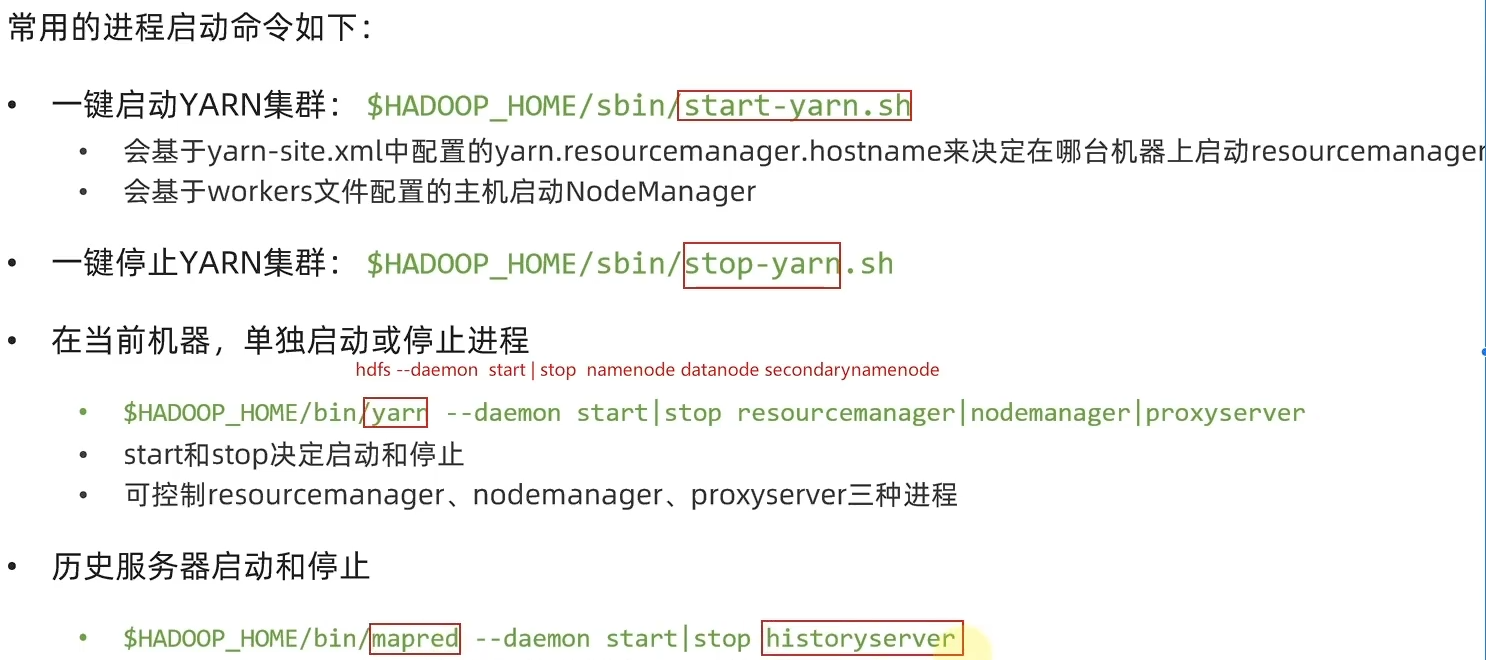 常用的进程启动命令如下：
• 一键启动YARN集群： $HADOOP_HOME/sbin/start-yarn.sh
• 会基于yarn-site.xml中配置的yarn.resourcemanager.hostname来决定在哪台机器上启动resourcemanager
• 会基于workers文件配置的主机启动NodeManager
• 一键停止YARN集群： $HADOOP_HOME/sbin/stop-yarn.sh
• 在当前机器，单独启动或停止进程
hdfs --daemon start | stop namenode datanode secondarynamenode
• $HADOOP_HOME/bin/yarn --daemon start|stop resourcemanager|nodemanager|proxyserver
• start和stop决定启动和停止
• 可控制resourcemanager、nodemanager、proxyserver三种进程
• 历史服务器启动和停止
• $HADOOP_HOME/bin/mapred --daemon start|stop historyserver